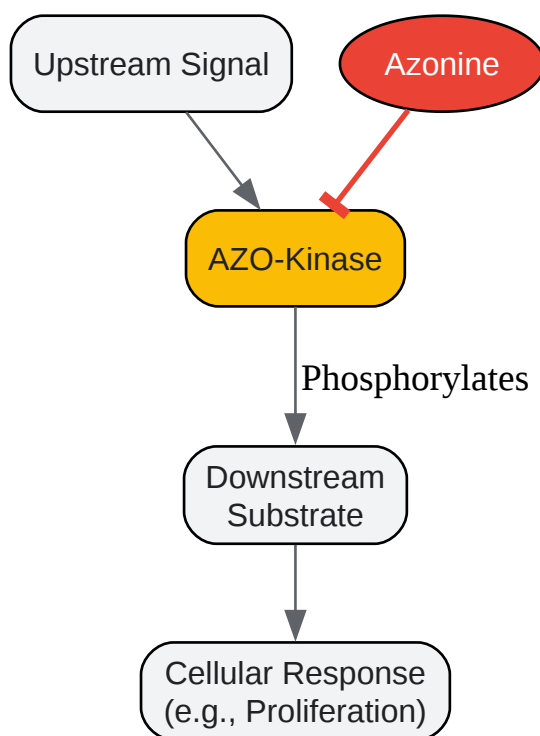 Upstream Signal
Azonine
AZO-Kinase
Phosphorylates
Downstream
Substrate
Cellular Response
(e.g., Proliferation)